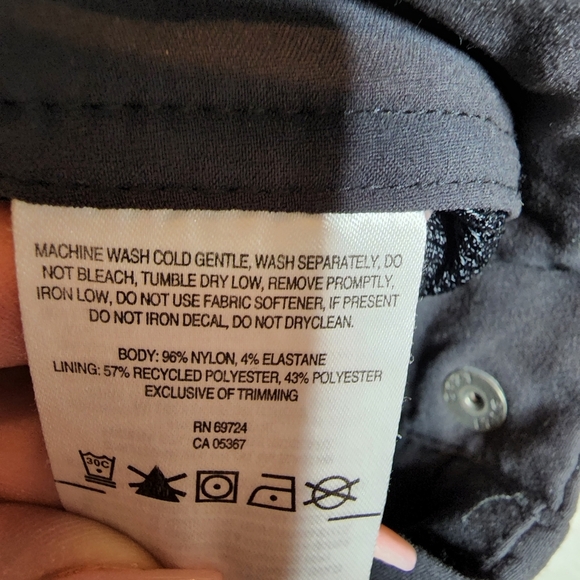 MACHINE WASH COLD GENTLE, WASH SEPARATELY, DO
NOT BLEACH, TUMBLE DRY LOW, REMOVE PROMPTLY,
IRON LOW, DO NOT USE FABRIC SOFTENER, IF PRESENT
DO NOT IRON DECAL, DO NOT DRYCLEAN.
BODY: 96% NYLON, 4% ELASTANE
LINING: 57% RECYCLED POLYESTER, 43% POLYESTER
EXCLUSIVE OF TRIMMING
RN 69724
CA 05367
30C